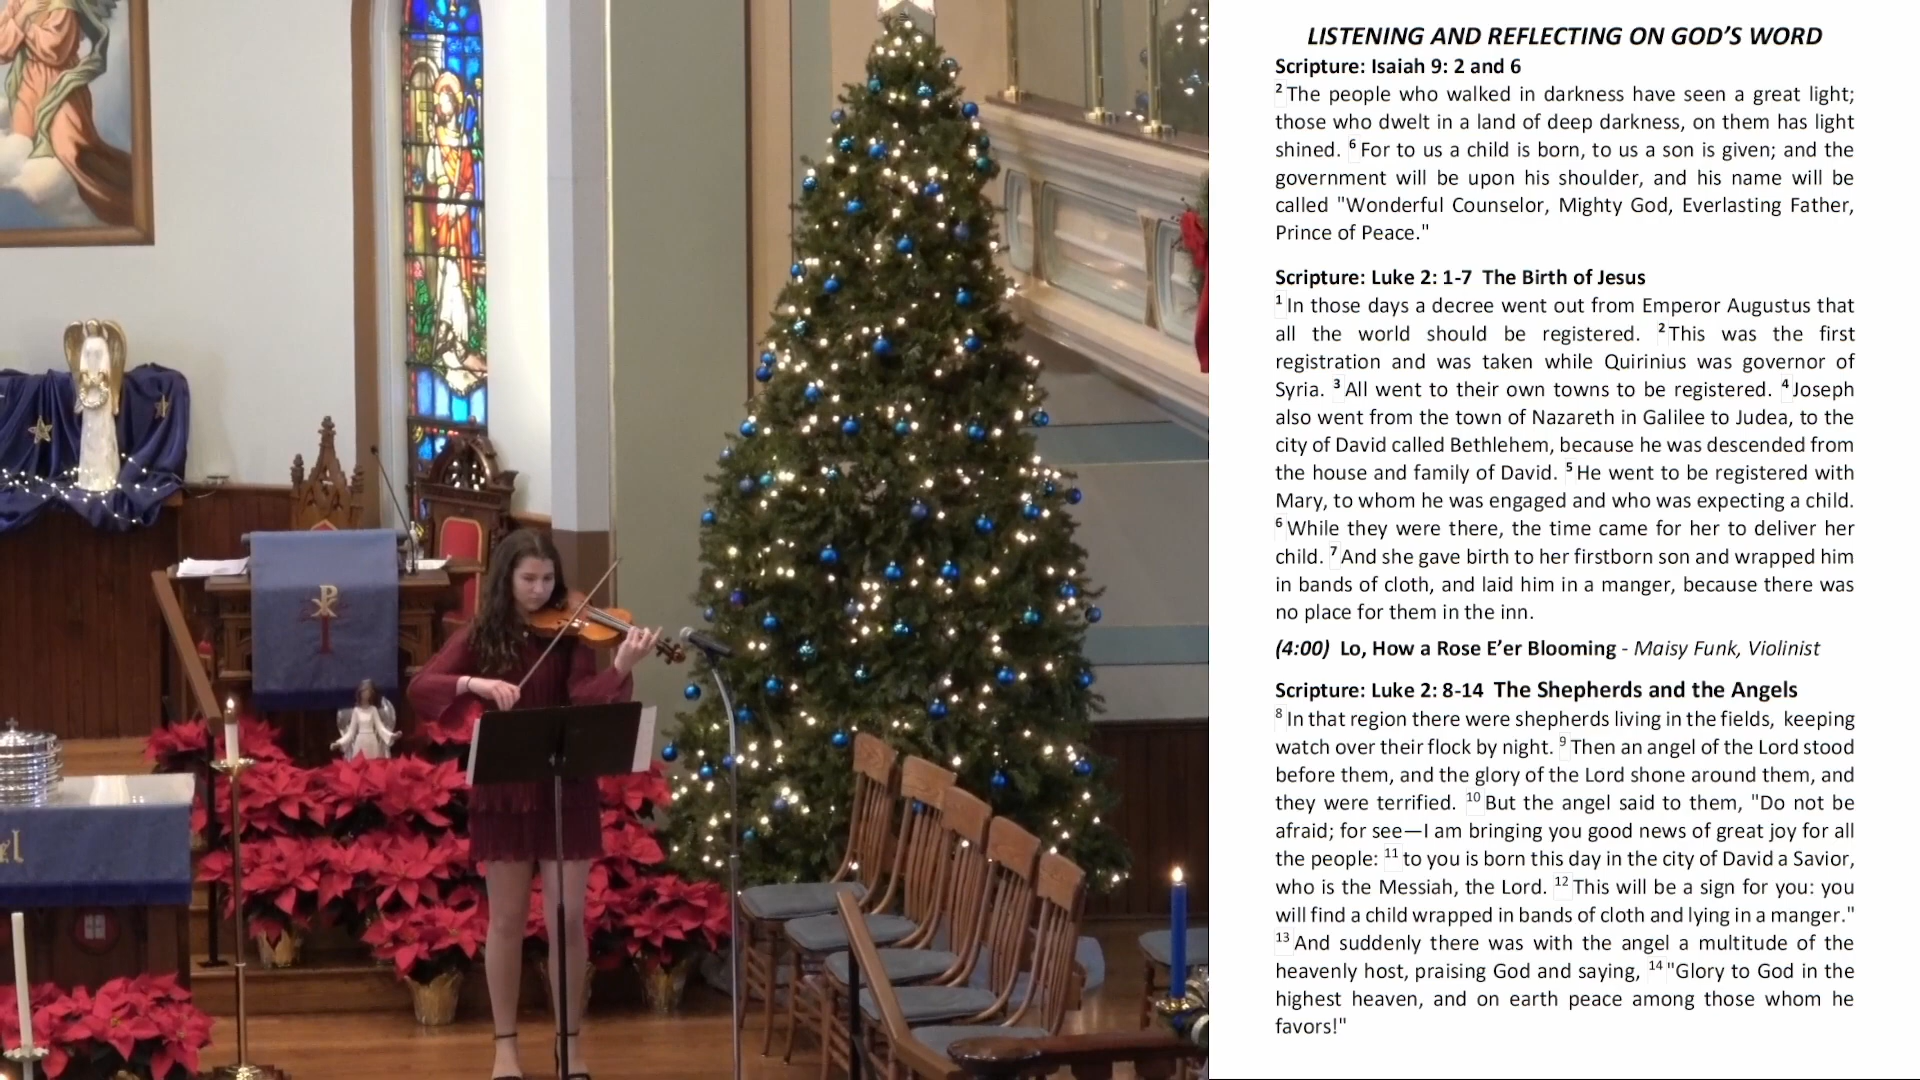 LISTENING AND REFLECTING ON GOD'S WORD
Scripture: Isaiah 9: 2 and 6
2 The people who walked in darkness have seen a great light;
those who dwelt in a land of deep darkness, on them has light
shined. 6 For to us a child is born, to us a son is given; and the
government will be upon his shoulder, and his name will be
called "Wonderful Counselor, Mighty God, Everlasting Father,
Prince of Peace."
Scripture: Luke 2: 1-7 The Birth of Jesus
1 In those days a decree went out from Emperor Augustus that
all the world should be registered. 2 This was the first
registration and was taken while Quirinius was governor of
Syria. 3 All went to their own towns to be registered. 4 Joseph
also went from the town of Nazareth in Galilee to Judea, to the
city of David called Bethlehem, because he was descended from
the house and family of David. 5 He went to be registered with
Mary, to whom he was engaged and who was expecting a child.
6 While they were there, the time came for her to deliver her
child. 7 And she gave birth to her firstborn son and wrapped him
in bands of cloth, and laid him in a manger, because there was
no place for them in the inn.
(4:00) Lo, How a Rose E'er Blooming - Maisy Funk, Violinist
Scripture: Luke 2: 8-14 The Shepherds and the Angels
8 In that region there were shepherds living in the fields, keeping
watch over their flock by night. 9 Then an angel of the Lord stood
before them, and the glory of the Lord shone around them, and
they were terrified. 10 But the angel said to them, "Do not be
afraid; for see—I am bringing you good news of great joy for all
the people: 11 to you is born this day in the city of David a Savior,
who is the Messiah, the Lord. 12 This will be a sign for you: you
will find a child wrapped in bands of cloth and lying in a manger."
13 And suddenly there was with the angel a multitude of the
heavenly host, praising God and saying, 14 "Glory to God in the
highest heaven, and on earth peace among those whom he
favors!"